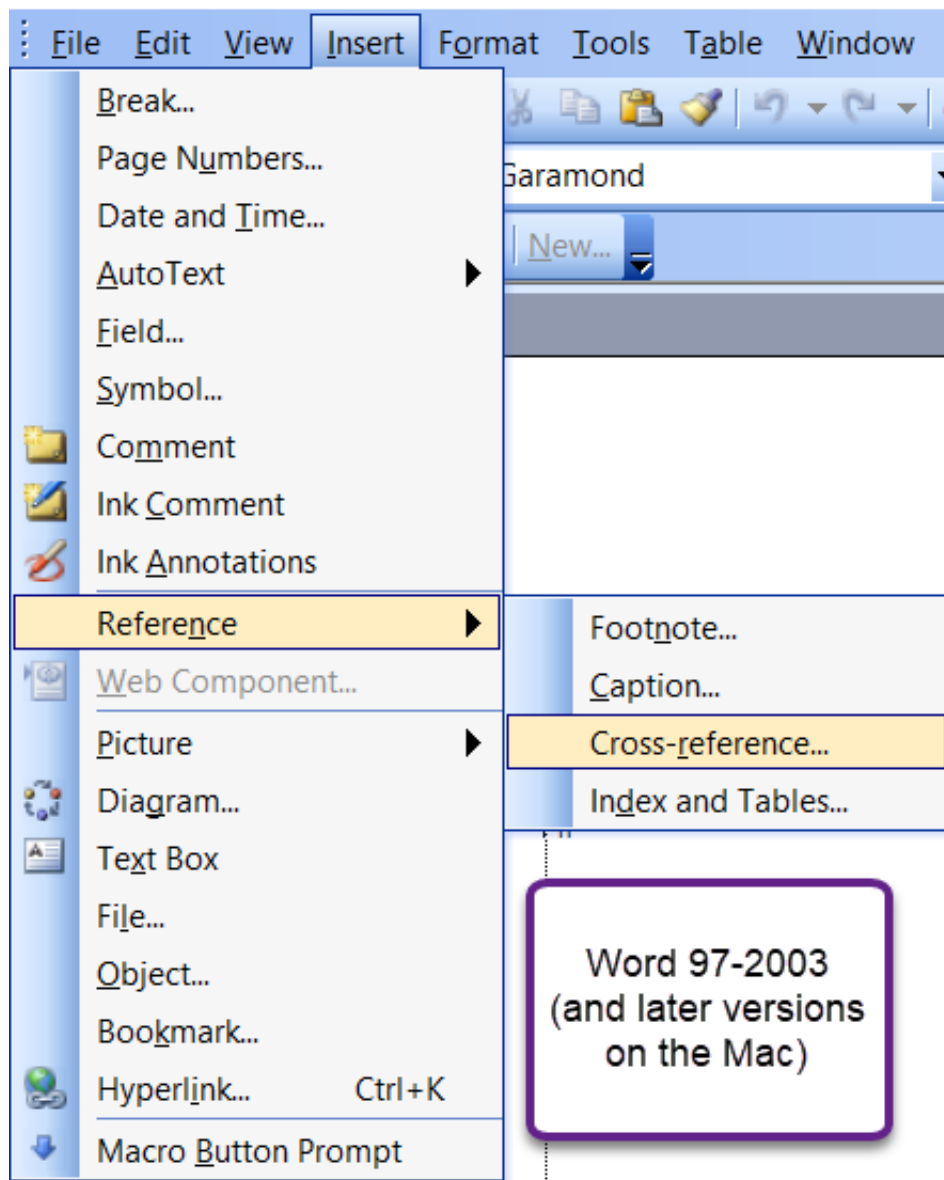 File Edit View Insert Format Tools Table Window
Break...
Page Numbers...
Garamond
Date and Time...
New...
AutoText
Field...
Symbol...
Comment
Ink Comment
Ink Annotations
Reference
Footnote...
Web Component...
Caption...
Picture
Cross-reference...
Diagram...
Index and Tables...
Text Box
File...
Object...
Bookmark...
Hyperlink... Ctrl+K
Macro Button Prompt
Word 97-2003
(and later versions
on the Mac)